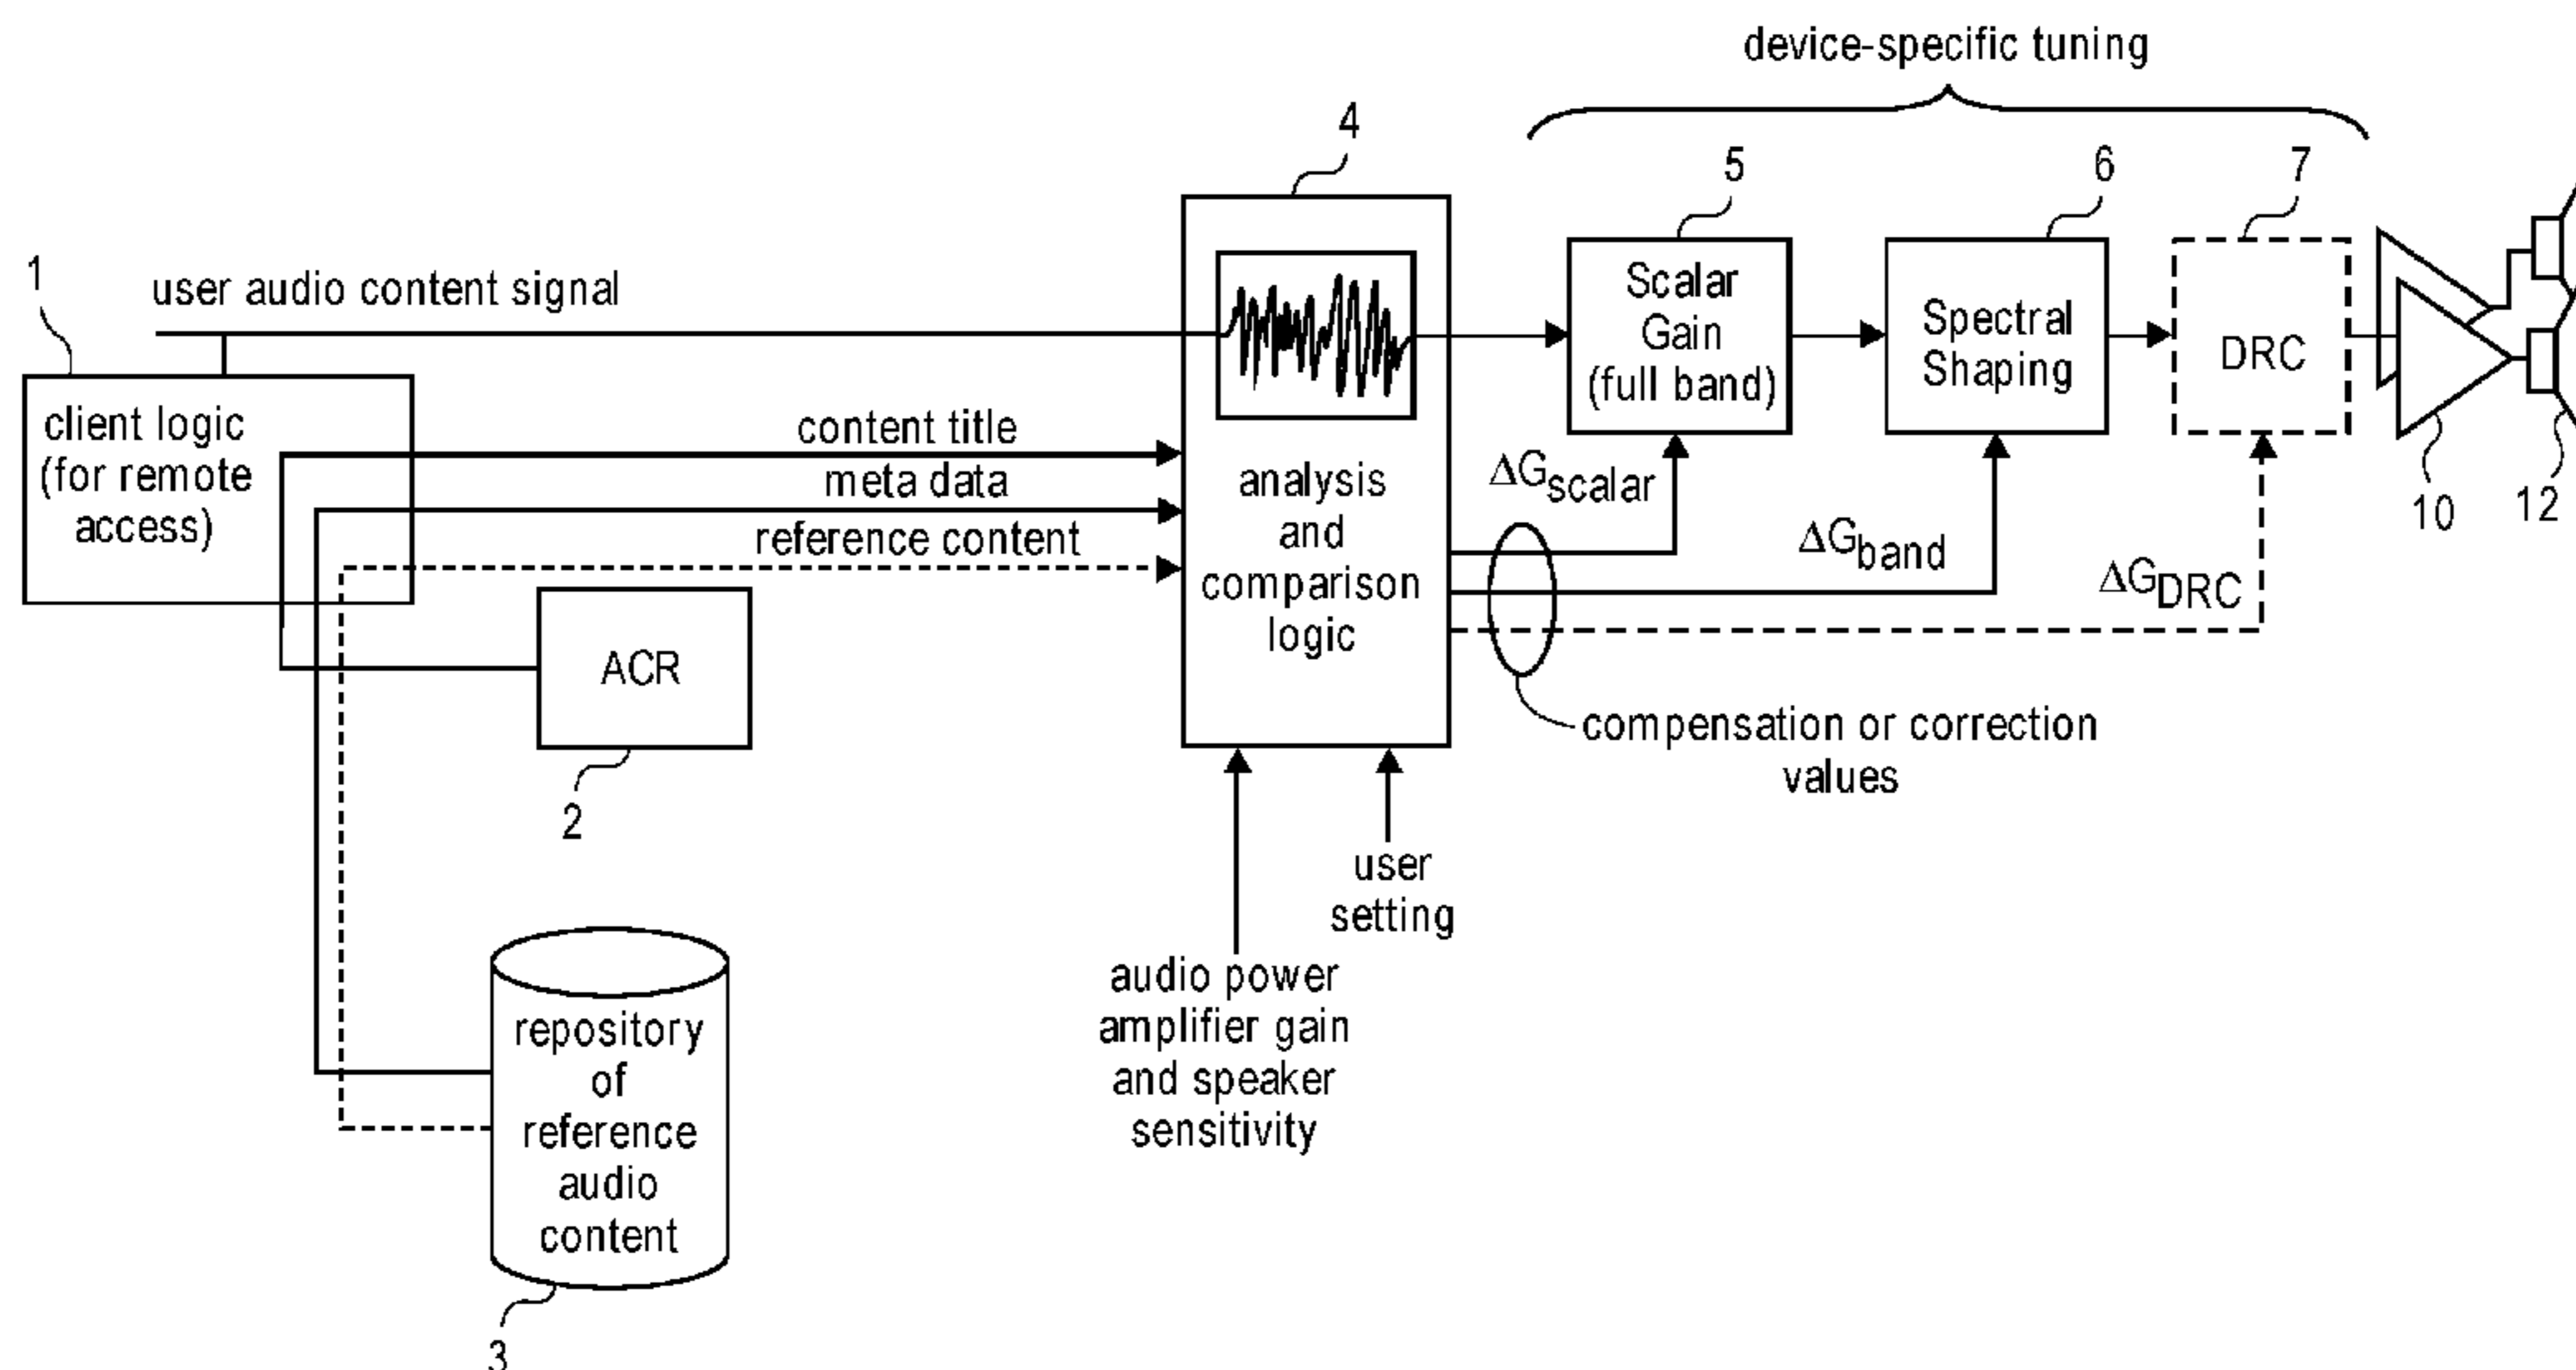 device-specific tuning
4
5
6
7
1
user audio content signal
client logic
(for remote
access)
content title
meta data
reference content
analysis
and
comparison
logic
Scalar
Gain
(full band)
Spectral
Shaping
DRC
10
12
ΔGscalar
ΔGband
ΔGDRC
compensation or correction
values
ACR
2
user
setting
audio power
amplifier gain
and speaker
sensitivity
repository
of
reference
audio
content
3